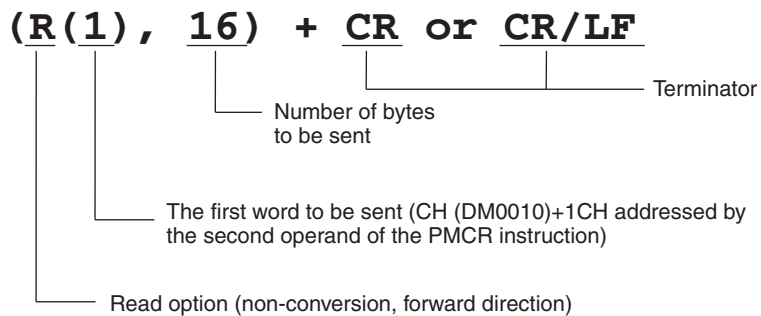 (R(1), 16) + CR or CR/LF
Terminator
Number of bytes
to be sent
The first word to be sent (CH (DM0010)+1CH addressed by
the second operand of the PMCR instruction)
Read option (non-conversion, forward direction)